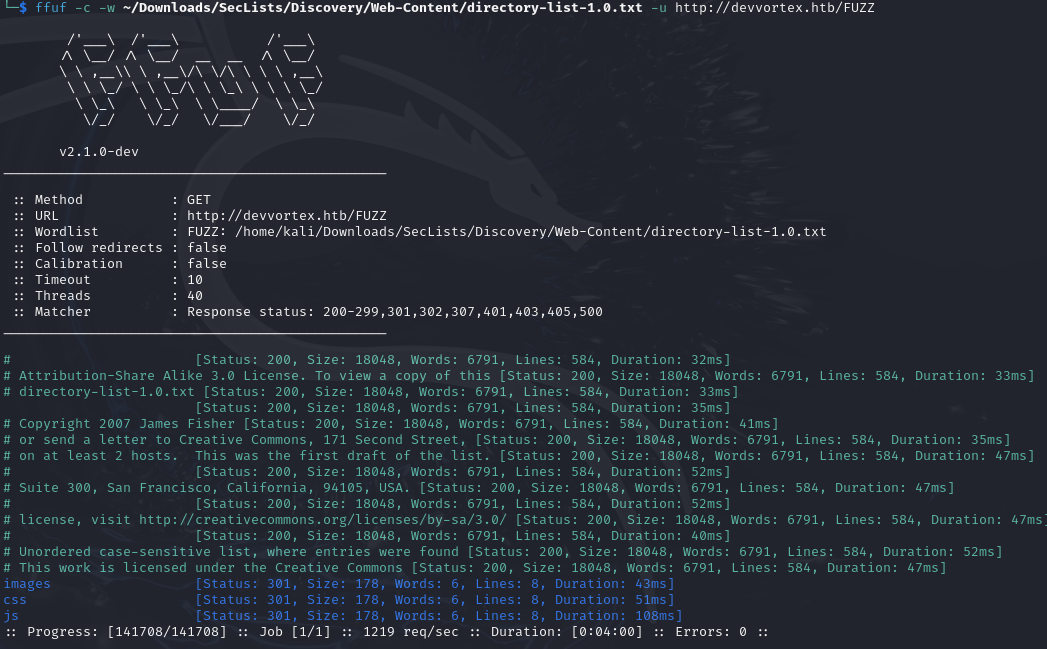 └─$ ffuf -c -w ~/Downloads/SecLists/Discovery/Web-Content/directory-list-1.0.txt -u http://devvortex.htb/FUZZ
v2.1.0-dev
:: Method : GET
:: URL : http://devvortex.htb/FUZZ
:: Wordlist : FUZZ: /home/kali/Downloads/SecLists/Discovery/Web-Content/directory-list-1.0.txt
:: Follow redirects : false
:: Calibration : false
:: Timeout : 10
:: Threads : 40
:: Matcher : Response status: 200-299,301,302,307,401,403,405,500
# [Status: 200, Size: 18048, Words: 6791, Lines: 584, Duration: 32ms]
# Attribution-Share Alike 3.0 License. To view a copy of this [Status: 200, Size: 18048, Words: 6791, Lines: 584, Duration: 33ms]
# directory-list-1.0.txt [Status: 200, Size: 18048, Words: 6791, Lines: 584, Duration: 33ms]
[Status: 200, Size: 18048, Words: 6791, Lines: 584, Duration: 35ms]
# Copyright 2007 James Fisher [Status: 200, Size: 18048, Words: 6791, Lines: 584, Duration: 41ms]
# or send a letter to Creative Commons, 171 Second Street, [Status: 200, Size: 18048, Words: 6791, Lines: 584, Duration: 35ms]
# on at least 2 hosts.  This was the first draft of the list. [Status: 200, Size: 18048, Words: 6791, Lines: 584, Duration: 47ms]
# [Status: 200, Size: 18048, Words: 6791, Lines: 584, Duration: 52ms]
# Suite 300, San Francisco, California, 94105, USA. [Status: 200, Size: 18048, Words: 6791, Lines: 584, Duration: 47ms]
# [Status: 200, Size: 18048, Words: 6791, Lines: 584, Duration: 52ms]
# license, visit http://creativecommons.org/licenses/by-sa/3.0/ [Status: 200, Size: 18048, Words: 6791, Lines: 584, Duration: 47ms]
# [Status: 200, Size: 18048, Words: 6791, Lines: 584, Duration: 40ms]
# Unordered case-sensitive list, where entries were found [Status: 200, Size: 18048, Words: 6791, Lines: 584, Duration: 52ms]
# This work is licensed under the Creative Commons [Status: 200, Size: 18048, Words: 6791, Lines: 584, Duration: 47ms]
images [Status: 301, Size: 178, Words: 6, Lines: 8, Duration: 43ms]
css [Status: 301, Size: 178, Words: 6, Lines: 8, Duration: 51ms]
js [Status: 301, Size: 178, Words: 6, Lines: 8, Duration: 108ms]
:: Progress: [141708/141708] :: Job [1/1] :: 1219 req/sec :: Duration: [0:04:00] :: Errors: 0 ::